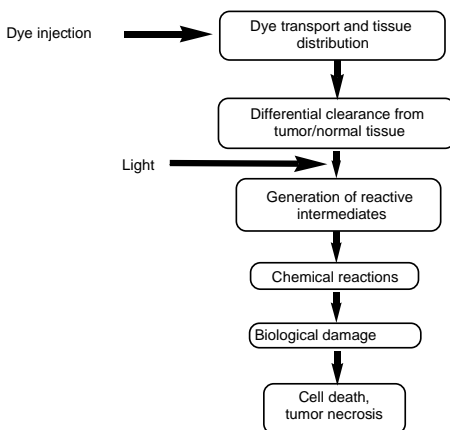 Dye injection
Dye transport and tissue
distribution
Differential clearance from
tumor/normal tissue
Light
Generation of reactive
intermediates
Chemical reactions
Biological damage
Cell death,
tumor necrosis